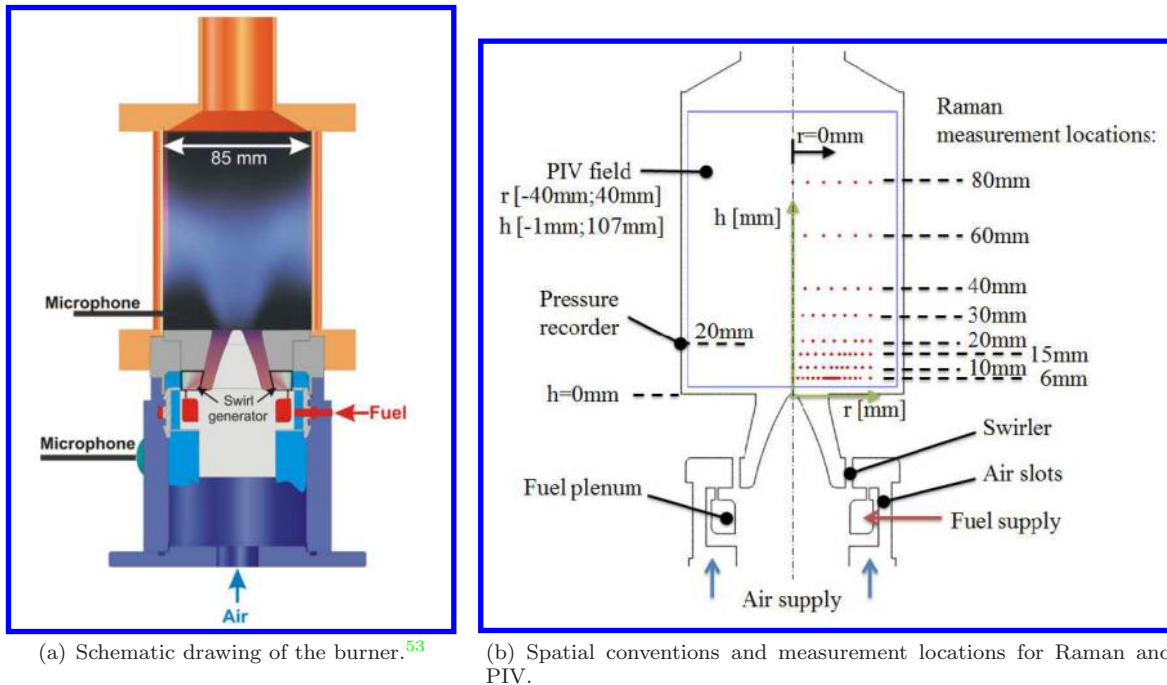 85 mm
Microphone
Swirl
generator
Fuel
Microphone
Air
(a) Schematic drawing of the burner.53
Raman
measurement locations:
r=0mm
PIV field
r [-40mm;40mm]
h [-1mm;107mm]
h [mm]
80mm
60mm
40mm
30mm
20mm
15mm
10mm
6mm
Pressure
recorder
20mm
h=0mm
r [mm]
Swirler
Air slots
Fuel plenum
Fuel supply
Air supply
(b) Spatial conventions and measurement locations for Raman and
PIV.